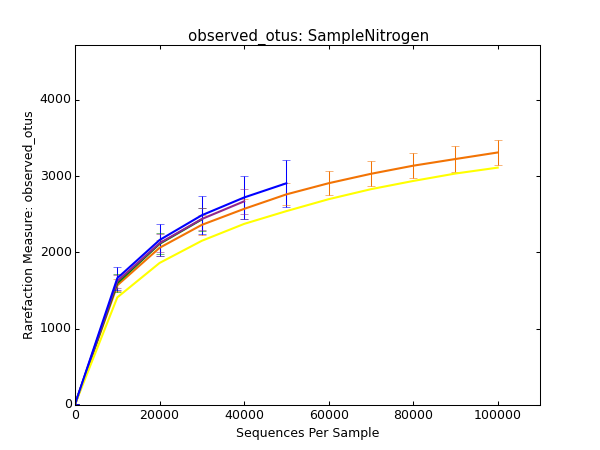 observed_otus: SampleNitrogen
Rarefaction Measure: observed_otus
4000
3000
2000
1000
0
0 20000 40000 60000 80000 100000
Sequences Per Sample